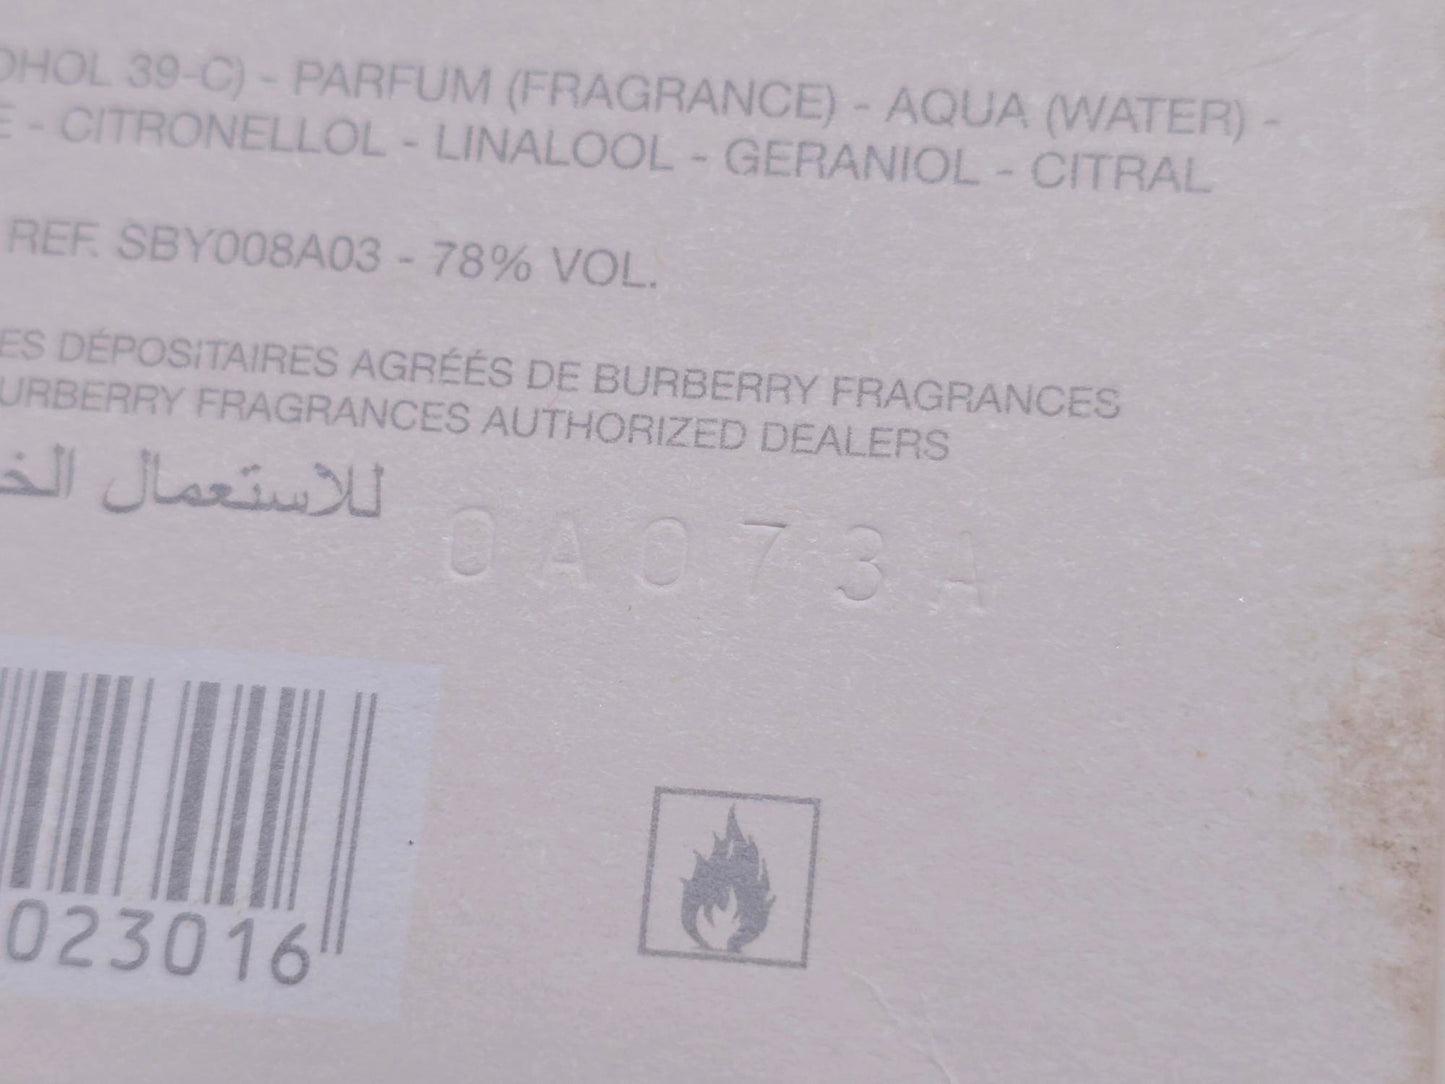 OHOL 39-C) - PARFUM (FRAGRANCE) - AQUA (WATER) -
E - CITRONELLOL - LINALOOL - GERANIOL - CITRAL
REF. SBY008A03 - 78% VOL.
ES DÉPOSITAIRES AGRÉÉS DE BURBERRY FRAGRANCES
URBERRY FRAGRANCES AUTHORIZED DEALERS
للاستعمال الخ
0A073A
023016